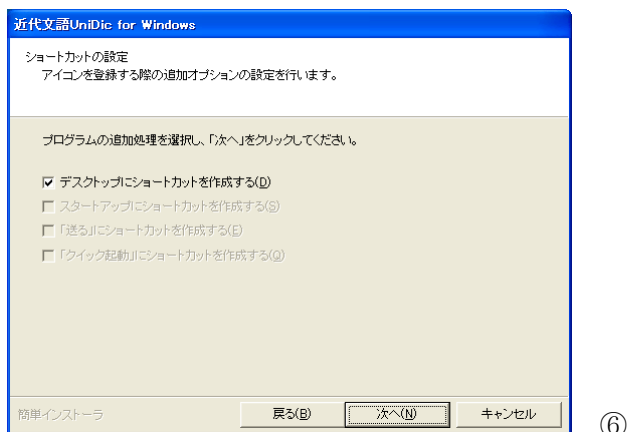 近代文語UniDic for Windows
ショートカットの設定
アイコンを登録する際の追加オプションの設定を行います。
プログラムの追加処理を選択し、「次へ」をクリックしてください。
デスクトップにショートカットを作成する(D)
スタートアップにショートカットを作成する(S)
「送る」にショートカットを作成する(E)
「クイック起動」にショートカットを作成する(Q)
簡単インストーラ
戻る(B) 次へ(N) キャンセル
⑥